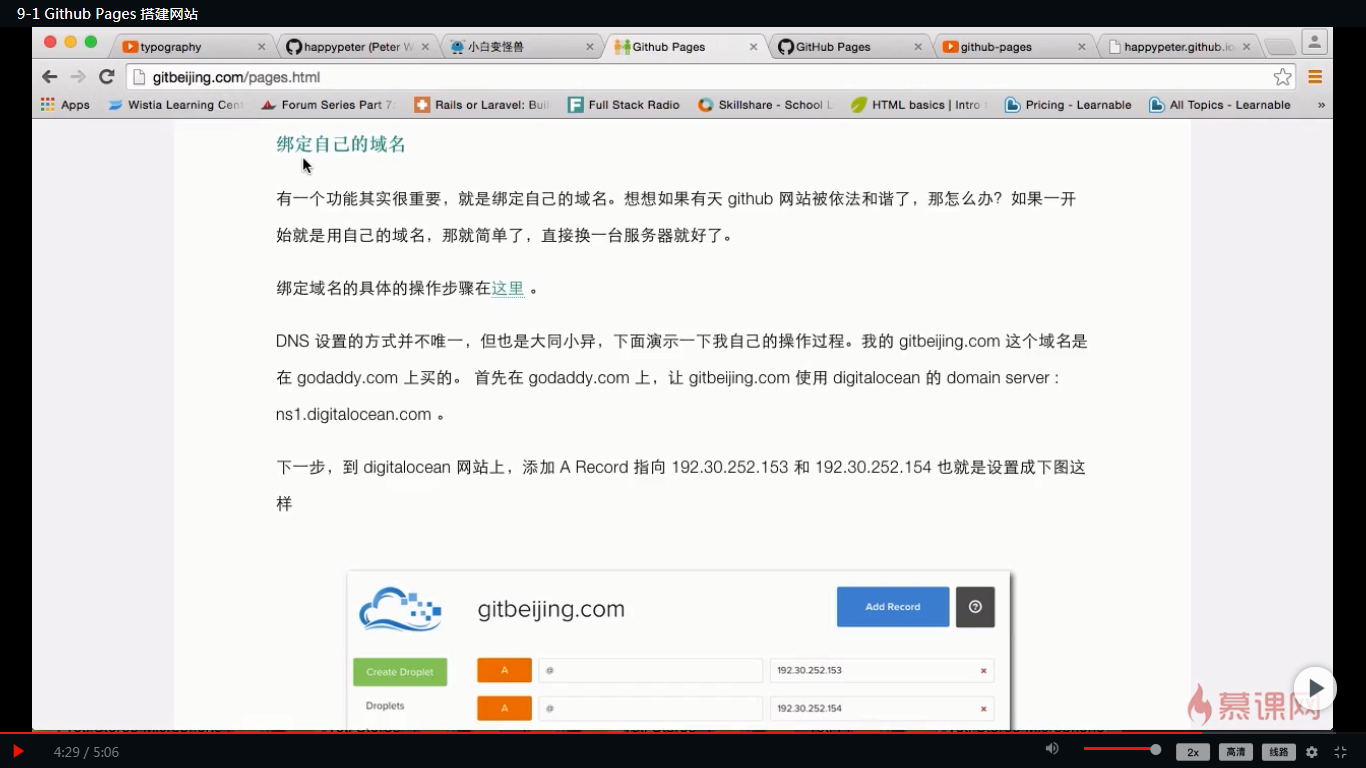 9-1 Github Pages 搭建网站
typography
happypeter (Peter W
小白变怪兽
Github Pages
GitHub Pages
github-pages
happypeter.github.io
gitbeijing.com/pages.html
Apps
Wistia Learning Cent
Forum Series Part 7:
Rails or Laravel: Buil
Full Stack Radio
Skillshare - School
HTML basics | Intro
Pricing - Learnable
All Topics - Learnable
»
绑定自己的域名
有一个功能其实很重要，就是绑定自己的域名。想想如果有天 github 网站被依法和谐了，那怎么办？如果一开
始就是用自己的域名，那就简单了，直接换一台服务器就好了。
绑定域名的具体的操作步骤在这里 。
DNS 设置的方式并不唯一，但也是大同小异，下面演示一下我自己的操作过程。我的 gitbeijing.com 这个域名是
在 godaddy.com 上买的。 首先在 godaddy.com 上，让 gitbeijing.com 使用 digitalocean 的 domain server :
ns1.digitalocean.com 。
下一步，到 digitalocean 网站上，添加 A Record 指向 192.30.252.153 和 192.30.252.154 也就是设置成下图这
样
gitbeijing.com
Add Record
Create Droplet
A
@
192.30.252.153
Droplets
A
@
192.30.252.154
慕课网
4:29 / 5:06
2x
高清
线路